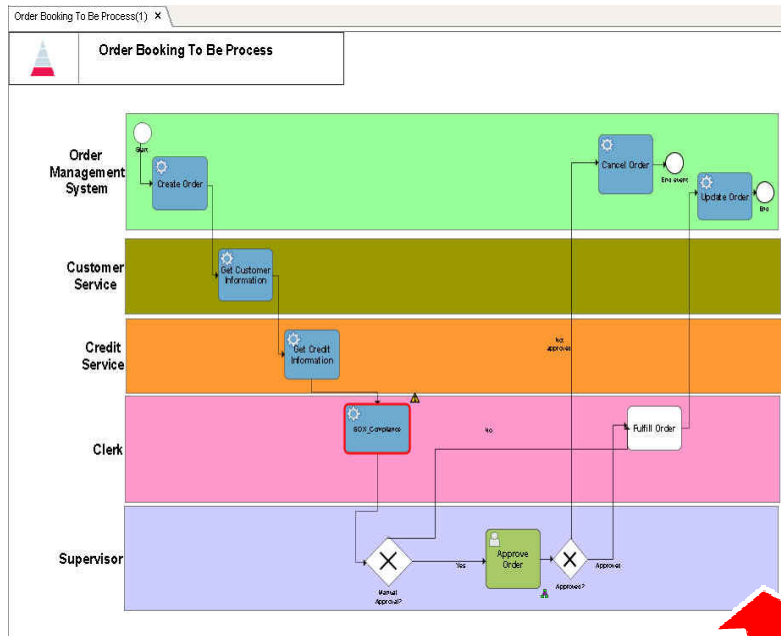 Order Booking To Be Process(1)
Order Booking To Be Process
Order
Management
System
Start
Create Order
Cancel Order
End event
Update Order
End
Customer
Service
Get Customer
Information
Credit
Service
Get Credit
Information
Not
approved
Clerk
SOX_Compliance
No
Fulfill Order
Supervisor
Manual
Approval?
Yes
Approve
Order
Approved?
Approved